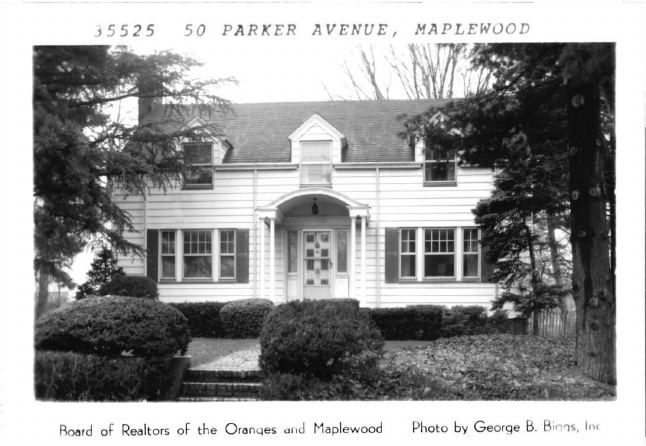 35525 50 PARKER AVENUE, MAPLEWOOD
Board of Realtors of the Oranges and Maplewood Photo by George B. Biggs, Inc